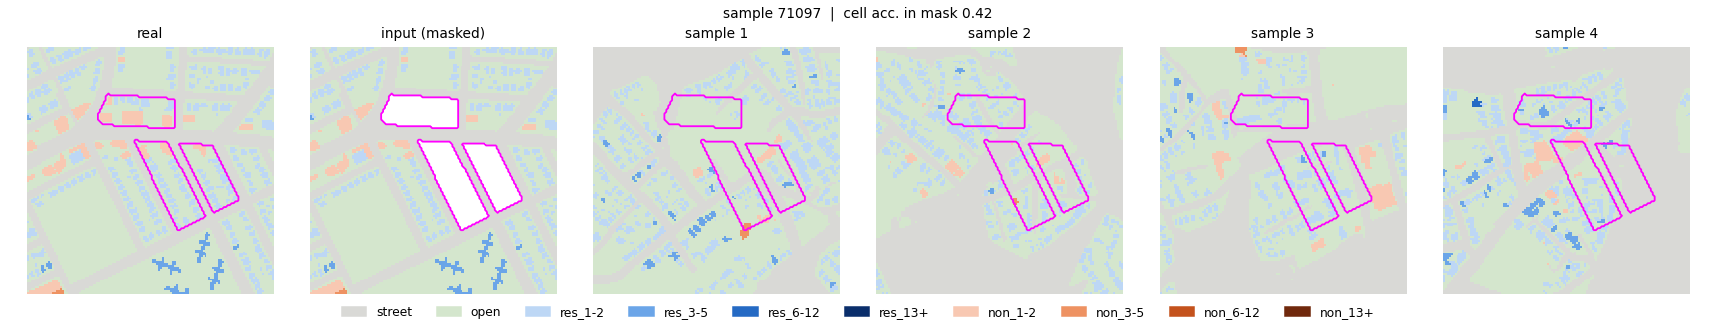 sample 71097  |  cell acc. in mask 0.42
real
input (masked)
sample 1
sample 2
sample 3
sample 4
street
open
res_1-2
res_3-5
res_6-12
res_13+
non_1-2
non_3-5
non_6-12
non_13+